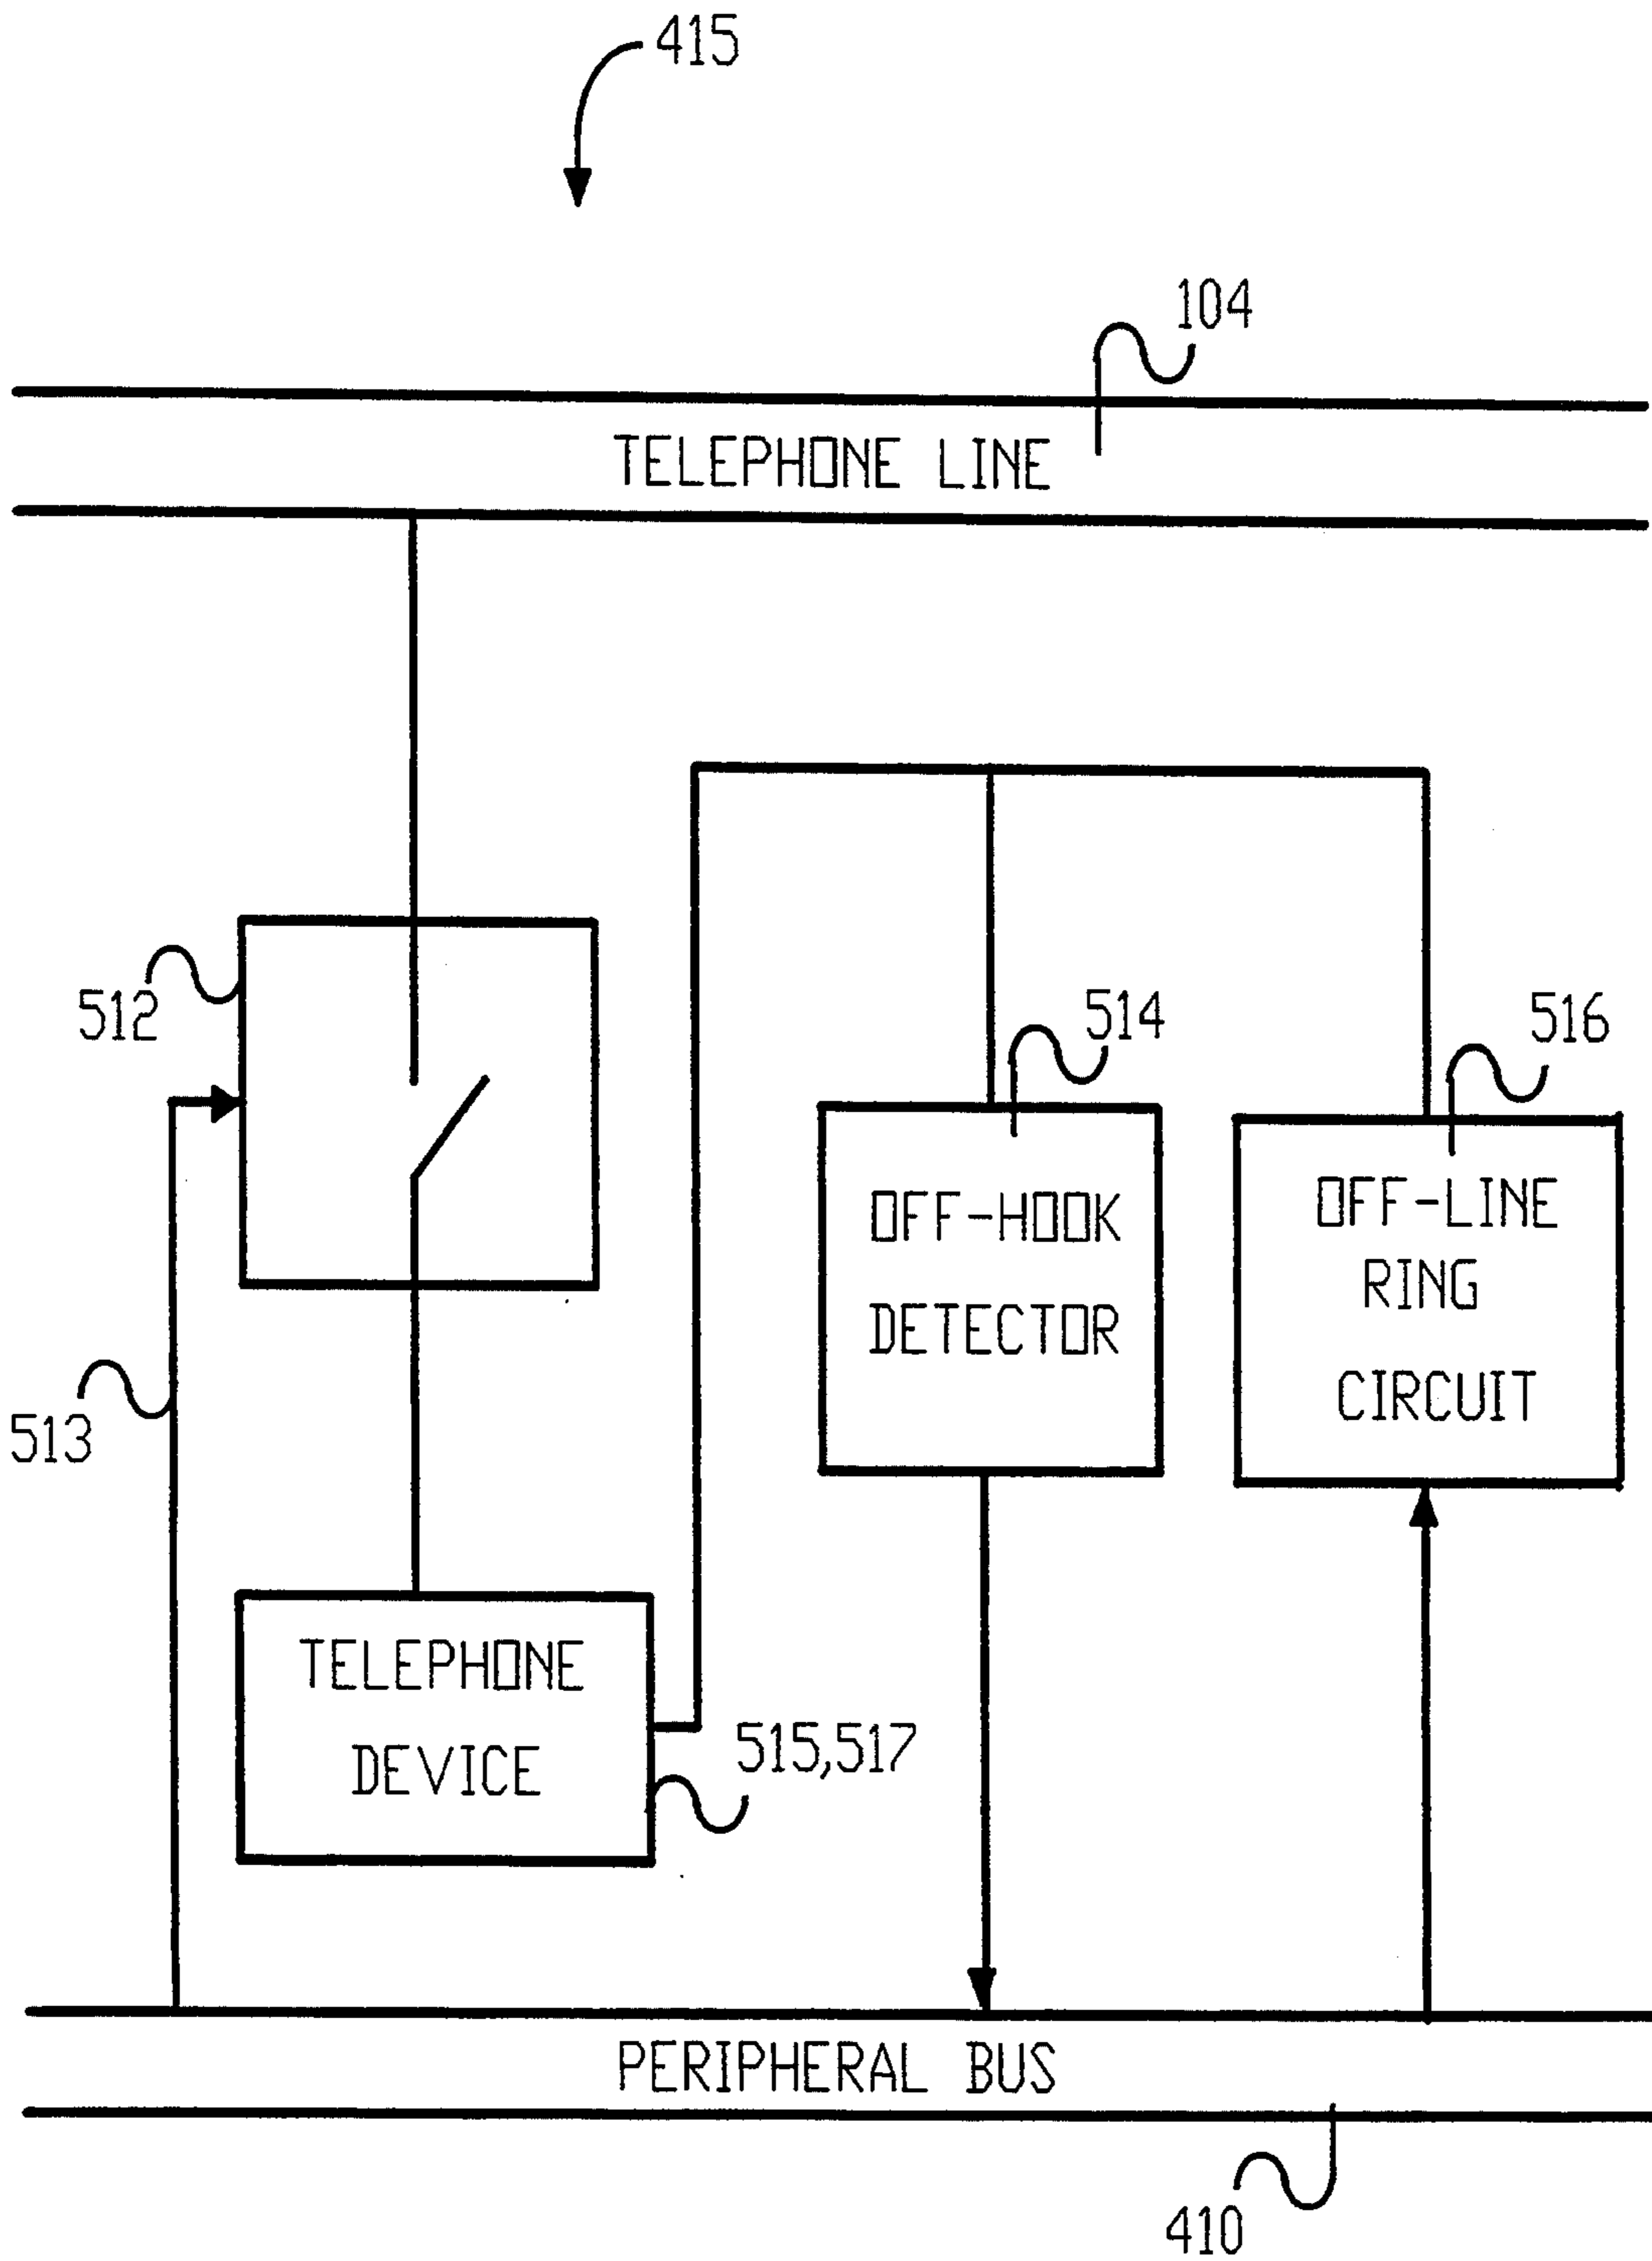 415
104
TELEPHONE LINE
512
514
516
OFF-HOOK
DETECTOR
OFF-LINE
RING
CIRCUIT
513
TELEPHONE
DEVICE
515,517
PERIPHERAL BUS
410